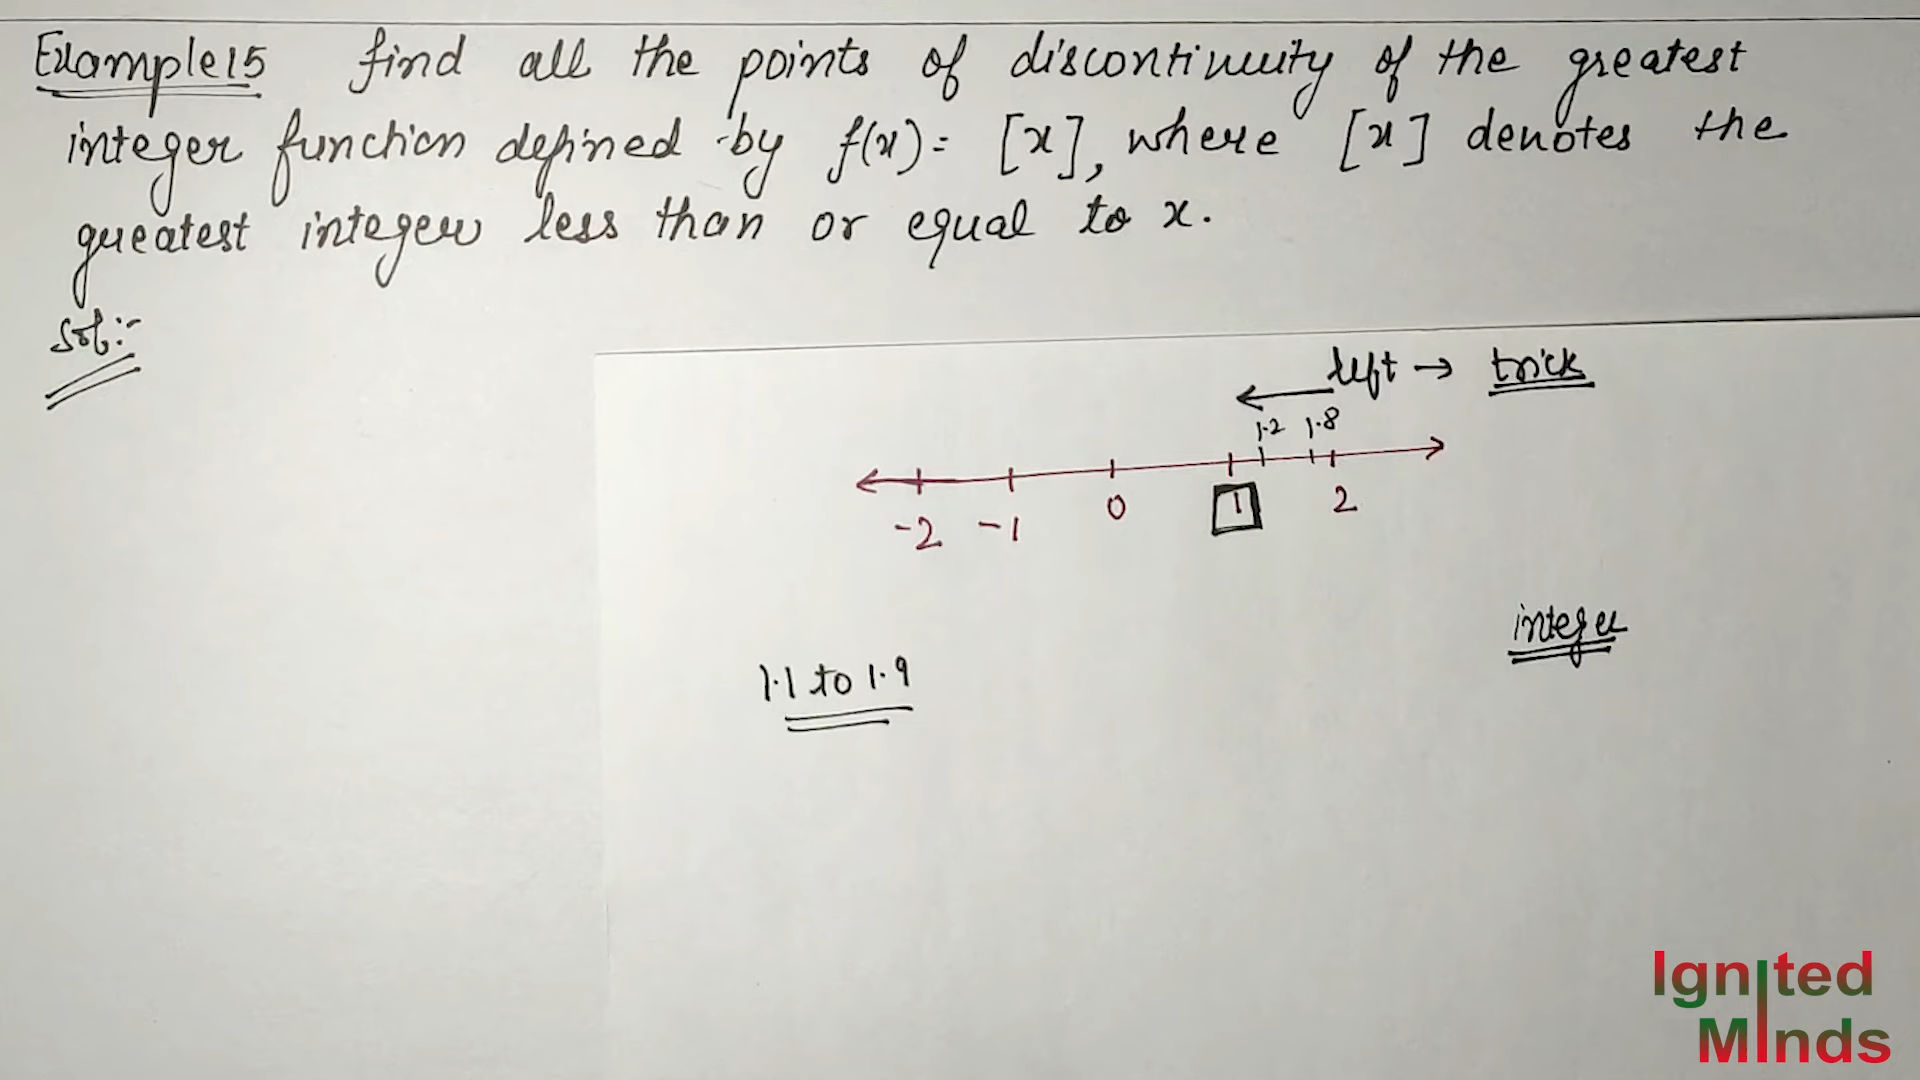 Example 15 find all the points of discontinuity of the greatest
integer function defined by f(x) = [x], where [x] denotes the
greatest integer less than or equal to x.
Sol:-
left → trick
1.2 1.8
-2 -1 0 1 2
integer
1.1 to 1.9
Ignited
Minds